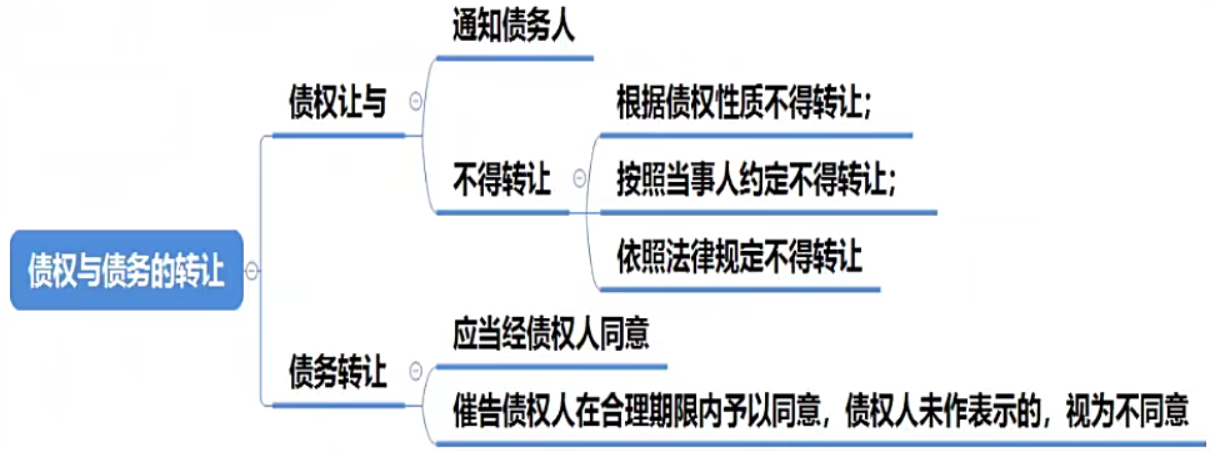 债权与债务的转让
债权让与
通知债务人
不得转让
根据债权性质不得转让；
按照当事人约定不得转让；
依照法律规定不得转让
债务转让
应当经债权人同意
催告债权人在合理期限内予以同意，债权人未作表示的，视为不同意